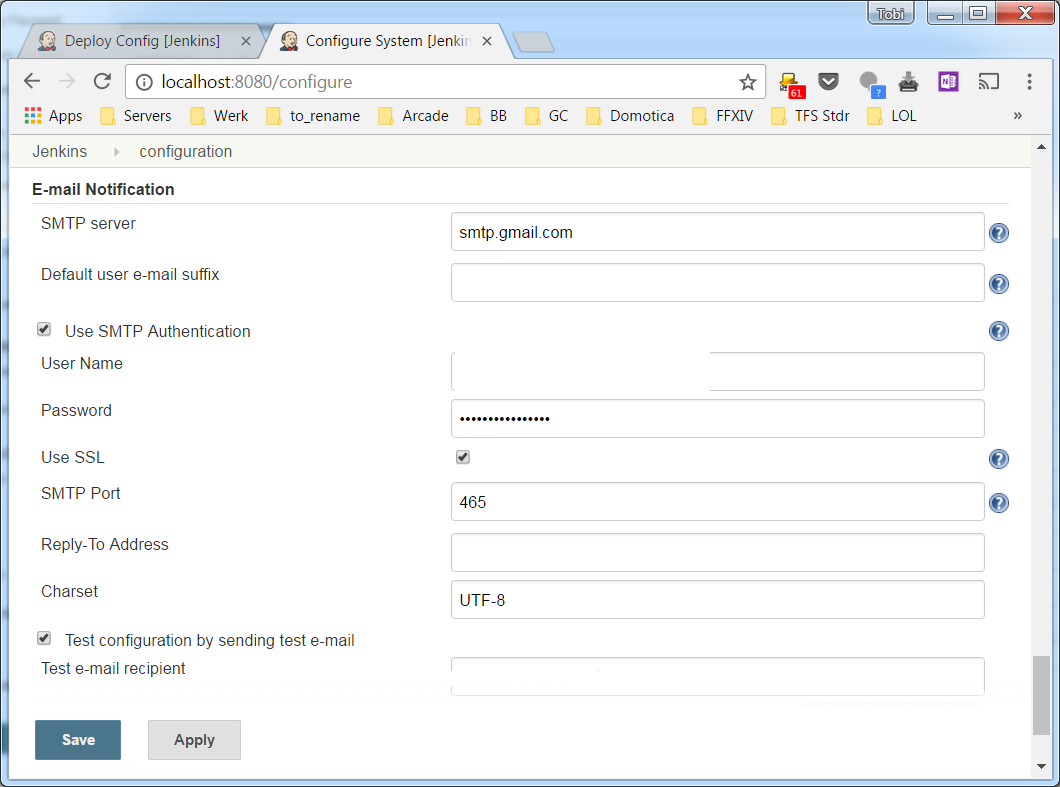 Tobi
Deploy Config [Jenkins]
Configure System [Jenkin
localhost:8080/configure
61
?
N
Apps Servers Werk to_rename Arcade BB GC Domotica FFXIV TFS Stdr LOL »
Jenkins configuration
E-mail Notification
SMTP server smtp.gmail.com ?
Default user e-mail suffix ?
Use SMTP Authentication ?
User Name
Password ••••••••••••••••
Use SSL ?
SMTP Port 465 ?
Reply-To Address
Charset UTF-8
Test configuration by sending test e-mail
Test e-mail recipient
Save Apply